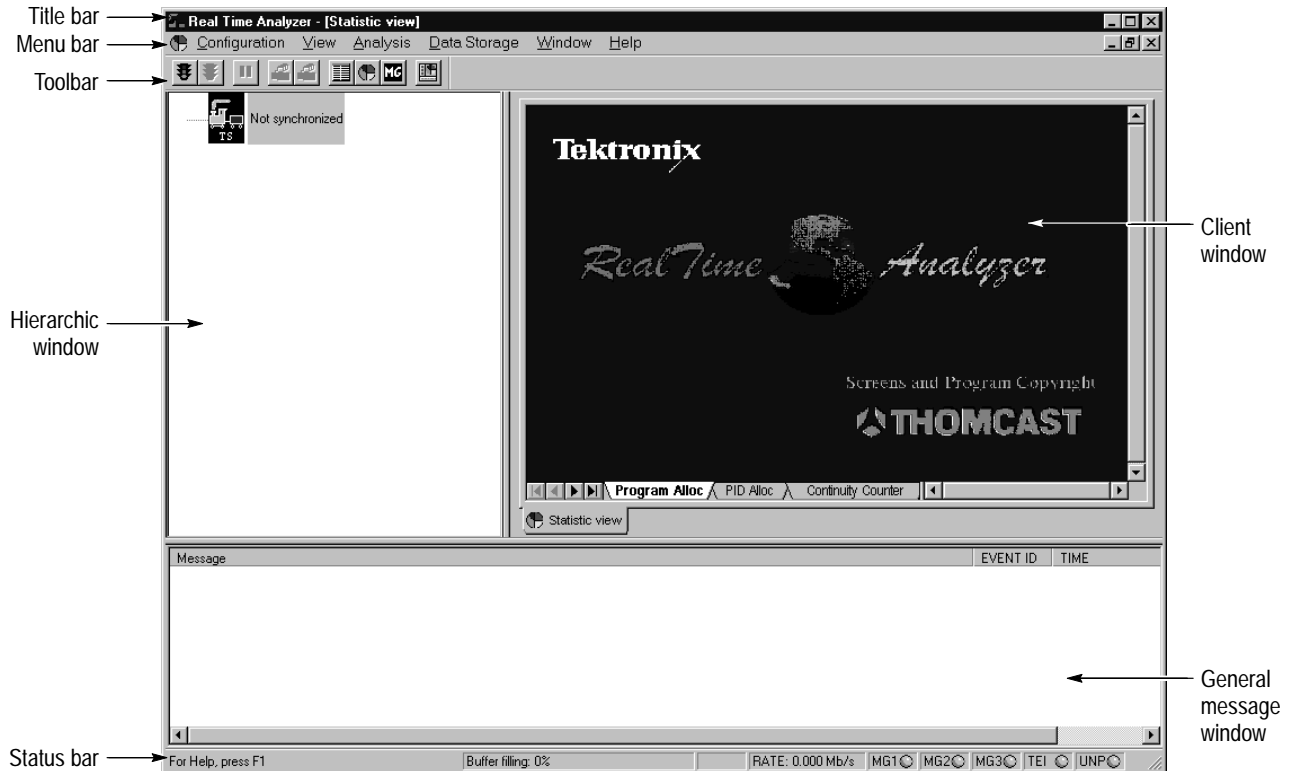 Title bar
Real Time Analyzer - [Statistic view]
Menu bar
Configuration View Analysis Data Storage Window Help
Toolbar
MG
TS
Not synchronized
Tektronix
Real Time Analyzer
Client
window
Hierarchic
window
Screens and Program Copyright
THOMCAST
Program Alloc PID Alloc Continuity Counter
Statistic view
Message EVENT ID TIME
General
message
window
Status bar
For Help, press F1 Buffer filling: 0% RATE: 0.000 Mb/s MG1 MG2 MG3 TEI UNP